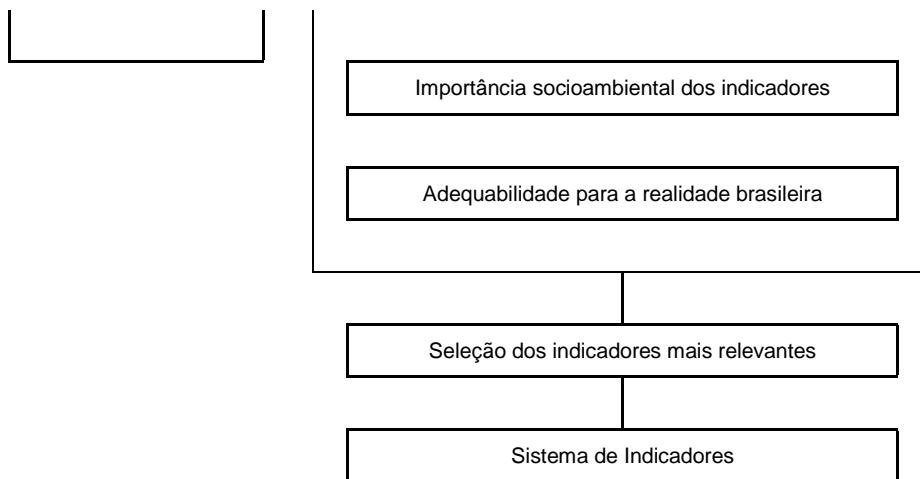 Importância socioambiental dos indicadores
Adequabilidade para a realidade brasileira
Seleção dos indicadores mais relevantes
Sistema de Indicadores